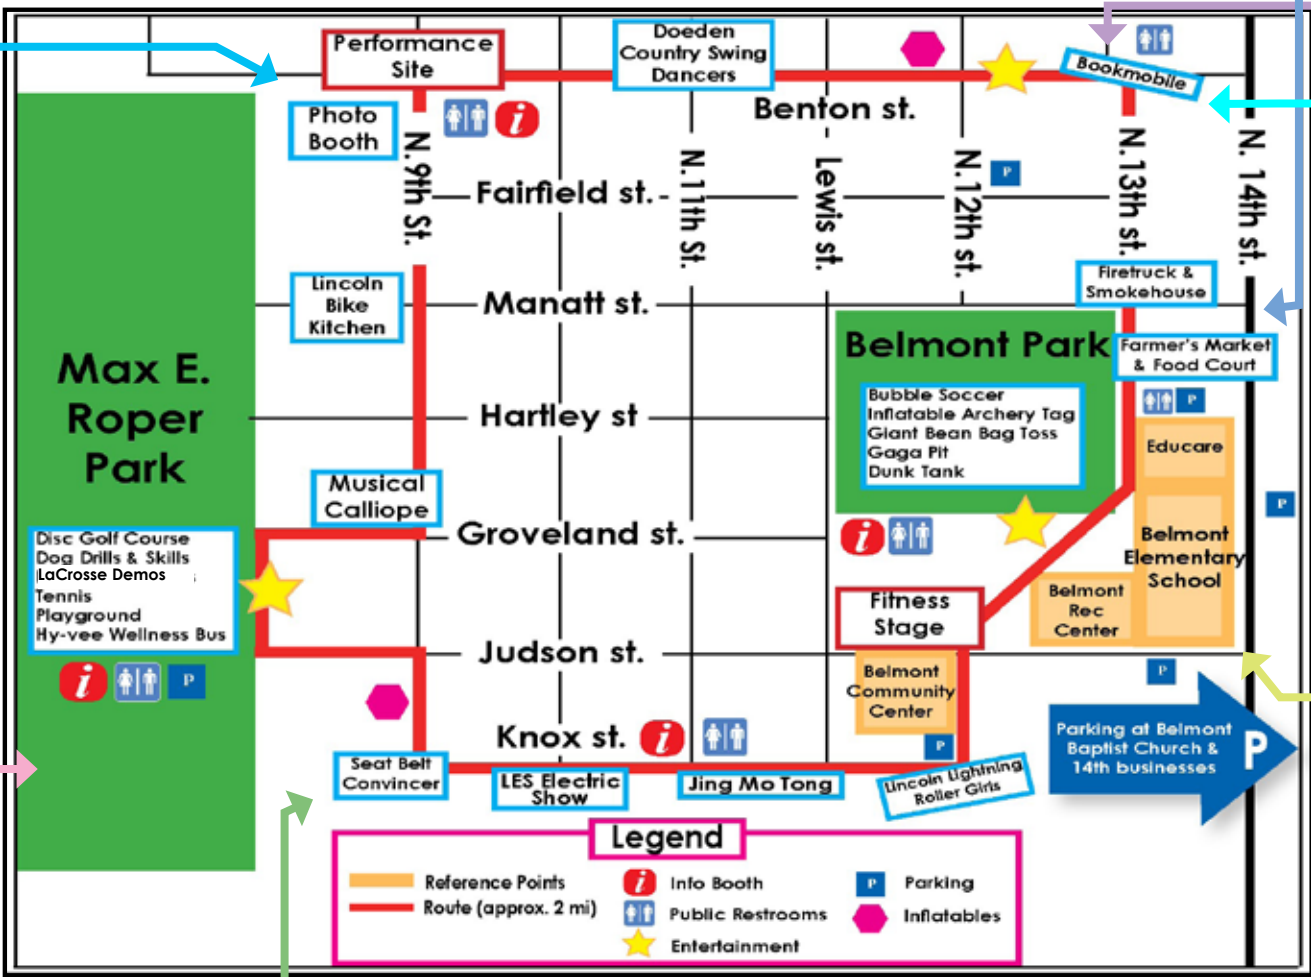 Performance
Site
Doeden
Country Swing
Dancers
Bookmobile
Benton st.
Photo
Booth
i
N.9th St.
Fairfield st.
N.11th St.
Lewis st.
N.12th st.
P
N.13th st.
N. 14th st.
Lincoln
Bike
Kitchen
Manatt st.
Firetruck &
Smokehouse
Max E.
Roper
Park
Belmont Park
Farmer's Market
& Food Court
Bubble Soccer
Inflatable Archery Tag
Giant Bean Bag Toss
Gaga Pit
Dunk Tank
P
Hartley st
Educare
Musical
Calliope
P
Groveland st.
i
Belmont
Elementary
School
Disc Golf Course
Dog Drills & Skills
LaCrosse Demos
Tennis
Playground
Hy-vee Wellness Bus
Fitness
Stage
Belmont
Rec
Center
i
P
Judson st.
Belmont
Community
Center
P
Knox st.
i
P
Parking at Belmont
Baptist Church &
14th businesses
P
Seat Belt
Convincer
LES Electric
Show
Jing Mo Tong
Lincoln Lightning
Roller Girls
Legend
Reference Points
Route (approx. 2 mi)
i
Info Booth
Public Restrooms
Entertainment
P
Parking
Inflatables